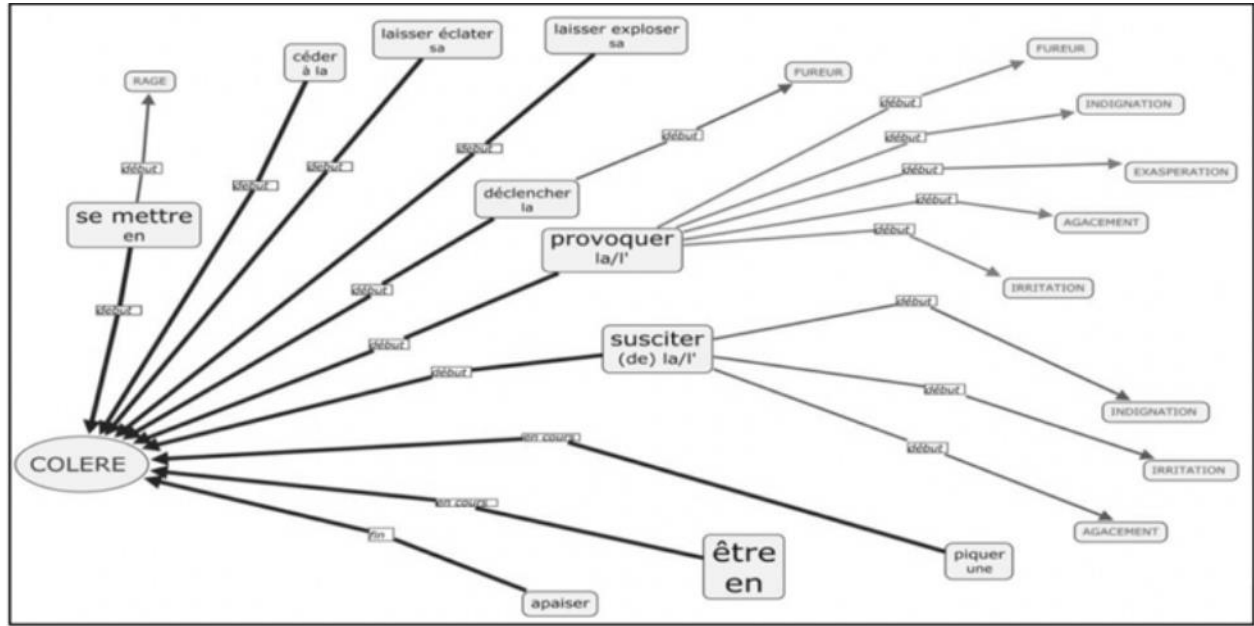 laisser éclater
sa
laisser exploser
sa
céder
à la
FUREUR
RAGE
FUREUR
INDIGNATION
début
début
début
début
début
début
début
début
EXASPERATION
début
déclencher
la
début
se mettre
en
AGACEMENT
provoquer
la/l'
début
IRRITATION
début
début
début
susciter
(de) la/l'
début
début
début
INDIGNATION
début
COLERE
en cours
IRRITATION
en cours
fin
AGACEMENT
être
en
piquer
une
apaiser